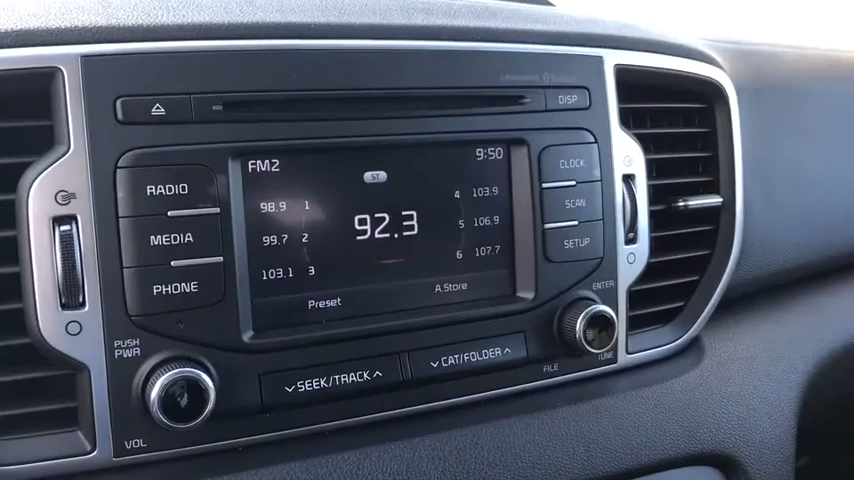 DISP
RADIO
MEDIA
PHONE
FM2
ST
9:50
98.9 1
99.7 2
103.1 3
92.3
4 103.9
5 106.9
6 107.7
Preset
A.Store
CLOCK
SCAN
SETUP
PUSH
PWR
VOL
SEEK/TRACK
CAT/FOLDER
ENTER
FILE
TUNE